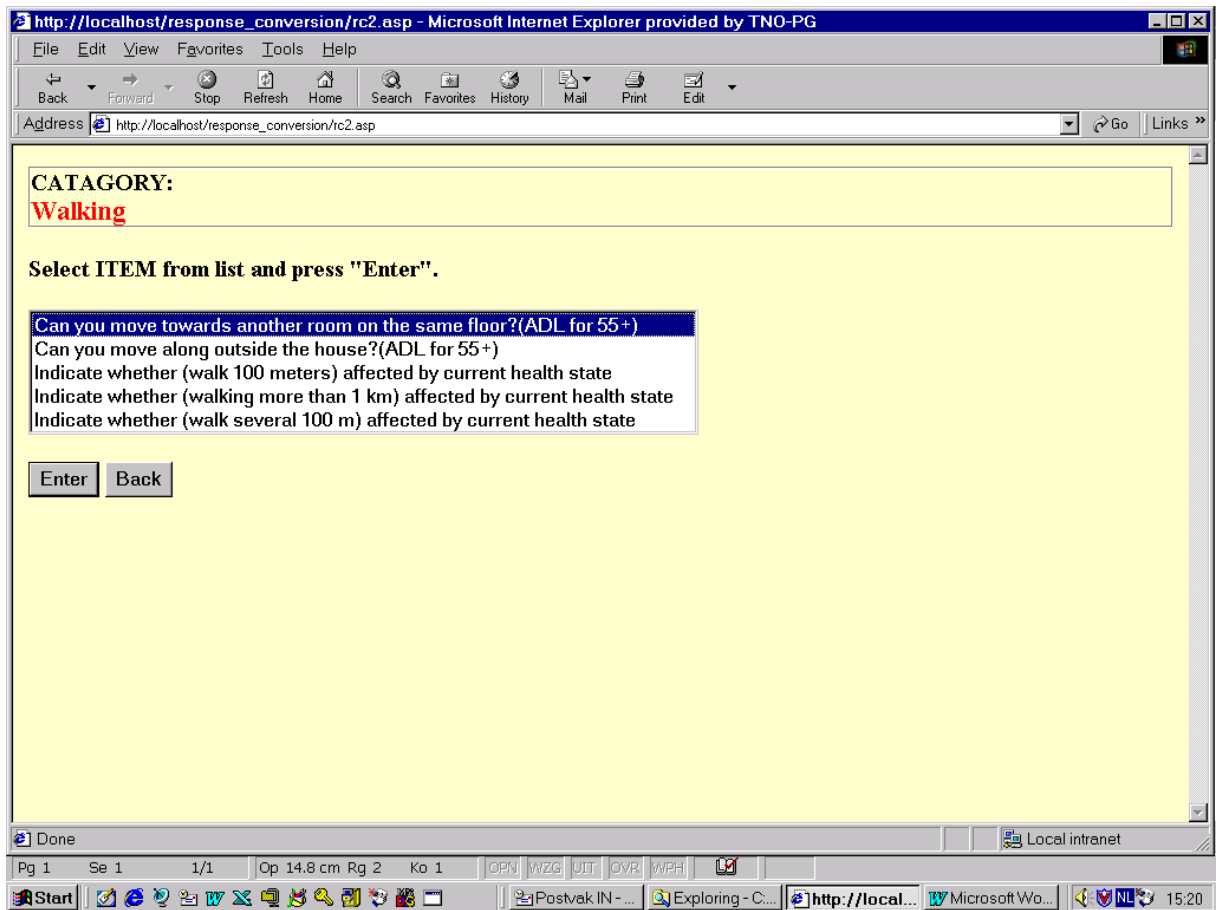 http://localhost/response_conversion/rc2.asp - Microsoft Internet Explorer provided by TNO-PG
File Edit View Favorites Tools Help
Back Forward Stop Refresh Home Search Favorites History Mail Print Edit
Address http://localhost/response_conversion/rc2.asp Go Links »
CATAGORY:
Walking
Select ITEM from list and press "Enter".
Can you move towards another room on the same floor?(ADL for 55+)
Can you move along outside the house?(ADL for 55+)
Indicate whether (walk 100 meters) affected by current health state
Indicate whether (walking more than 1 km) affected by current health state
Indicate whether (walk several 100 m) affected by current health state
Enter Back
Done Local intranet
Pg 1 Se 1 1/1 Op 14.8 cm Rg 2 Ko 1 OPN WZG UIT OVR WPH
Start Postvak IN - ... Exploring - C:... http://local... Microsoft Wo... NL 15:20